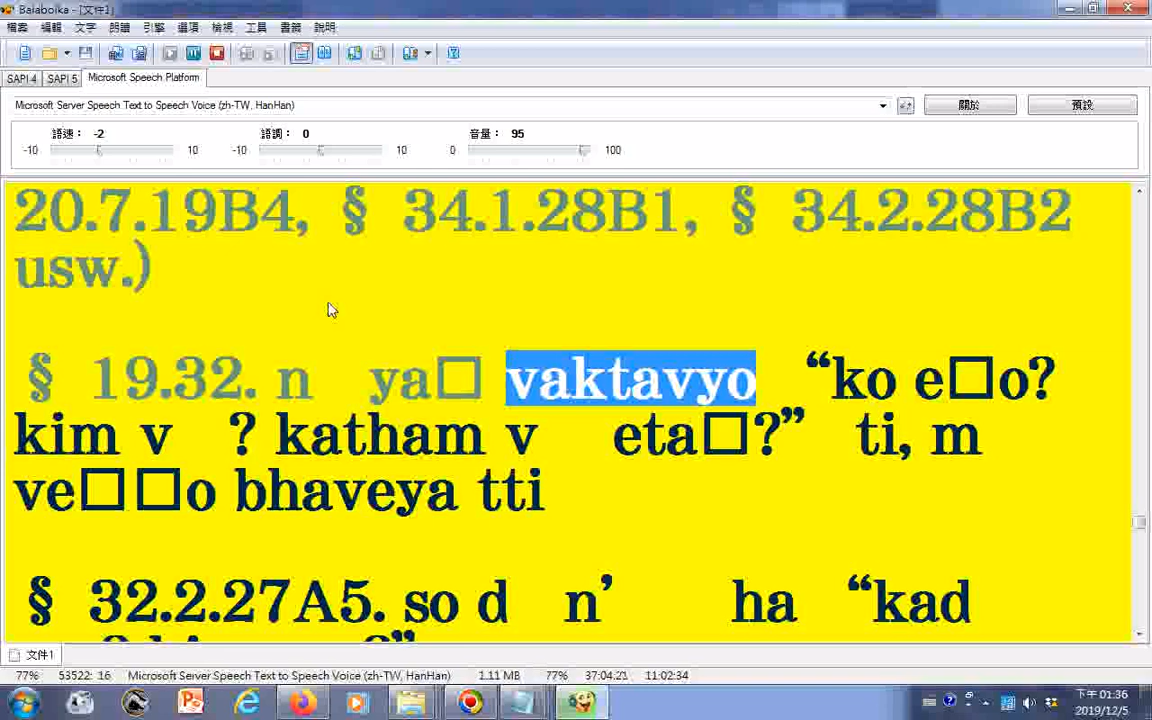 Balabolka - [文件1]
檔案 編輯 文字 朗讀 引擎 選項 檢視 工具 書籤 說明
SAPI 4 SAPI 5 Microsoft Speech Platform
Microsoft Server Speech Text to Speech Voice (zh-TW, HanHan) 關於 預設
語速： -2 語調： 0 音量： 95
-10 10 -10 10 0 100
20.7.19B4, § 34.1.28B1, § 34.2.28B2
usw.)
§ 19.32. n ya□ vaktavyo “ko e□o?
kim v ? katham v eta□?” ti, m
ve□□o bhaveya tti
§ 32.2.27A5. so d n’ ha “kad
文件1
77% 53522: 16 Microsoft Server Speech Text to Speech Voice (zh-TW, HanHan) 1.11 MB 77% 37:04:21 11:02:34
下午 01:36
2019/12/5